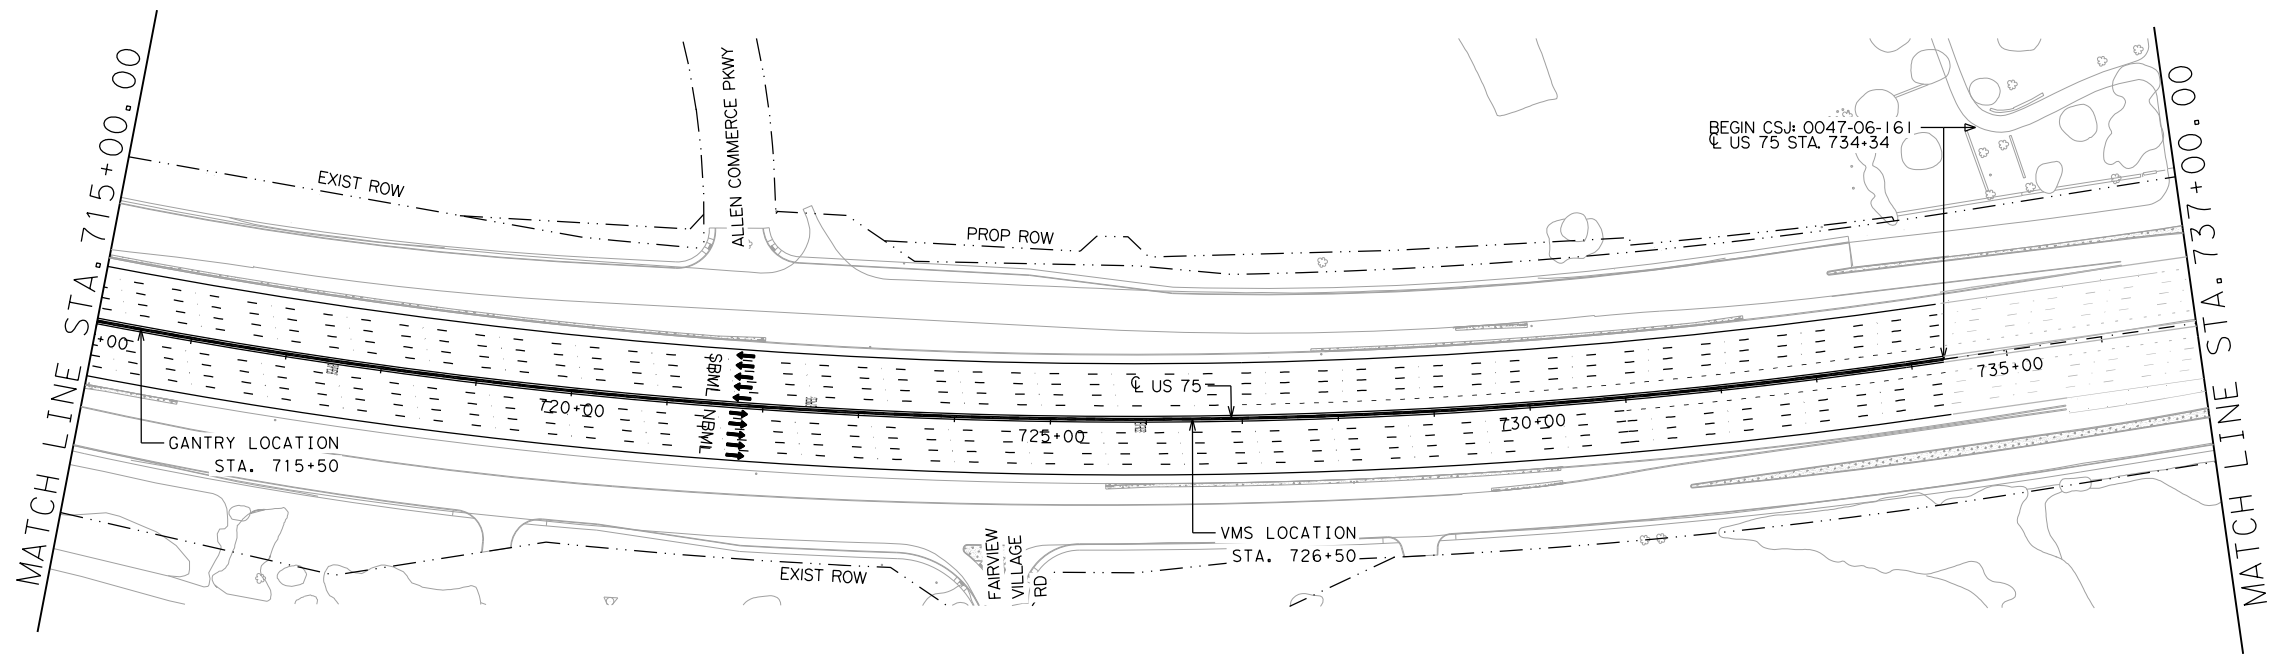 MATCH LINE STA. 715+00.00
EXIST ROW
ALLEN COMMERCE PKWY
PROP ROW
BEGIN CSJ: 0047-06-161
℄ US 75 STA. 734+34
MATCH LINE STA. 737+00.00
+00
SBML
NBML
℄ US 75
720+00
725+00
730+00
735+00
GANTRY LOCATION
STA. 715+50
VMS LOCATION
STA. 726+50
EXIST ROW
FAIRVIEW
VILLAGE
RD